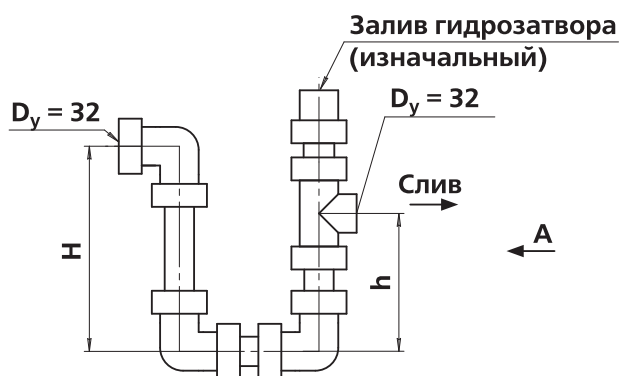 Залив гидрозатвора
(изначальный)
Dу = 32
Dу = 32
Слив
A
H
h